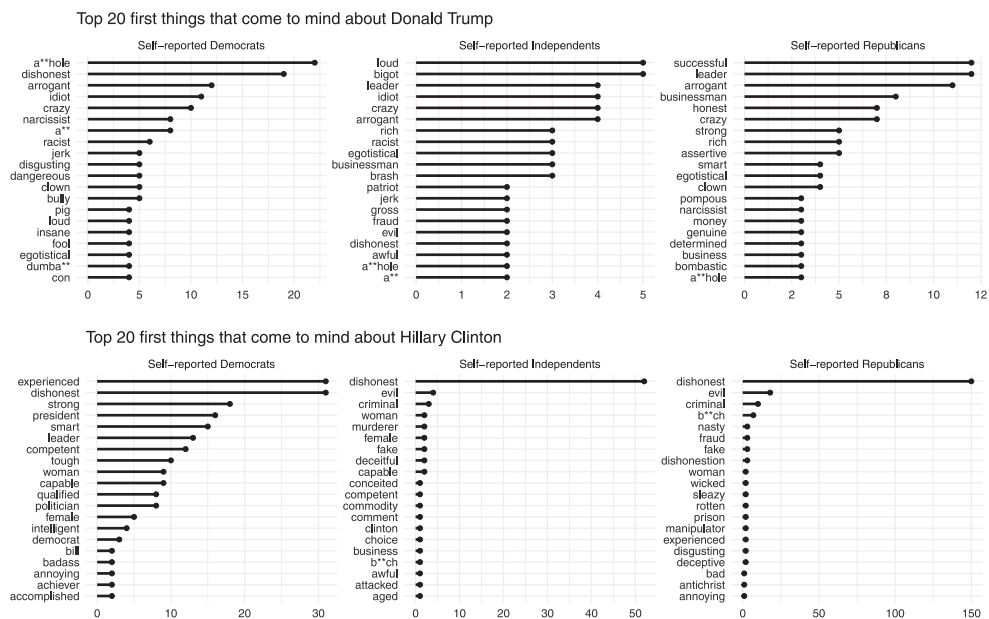 Top 20 first things that come to mind about Donald Trump
Self-reported Democrats
a**hole
dishonest
arrogant
idiot
crazy
narcissist
a**
racist
jerk
disgusting
dangereous
clown
bully
pig
loud
insane
fool
egotistical
dumba**
con
0 5 10 15 20
Self-reported Independents
loud
bigot
leader
idiot
crazy
arrogant
rich
racist
egotistical
businessman
brash
patriot
jerk
gross
fraud
evil
dishonest
awful
a**hole
a**
0 1 2 3 4 5
Self-reported Republicans
successful
leader
arrogant
businessman
honest
crazy
strong
rich
assertive
smart
egotistical
clown
pompous
narcissist
money
genuine
determined
business
bombastic
a**hole
0 2 5 8 10 12
Top 20 first things that come to mind about Hillary Clinton
Self-reported Democrats
experienced
dishonest
strong
president
smart
leader
competent
tough
woman
capable
qualified
politician
female
intelligent
democrat
bill
badass
annoying
achiever
accomplished
0 10 20 30
Self-reported Independents
dishonest
evil
criminal
woman
murderer
female
fake
deceitful
capable
conceited
competent
commodity
comment
clinton
choice
business
b**ch
awful
attacked
aged
0 10 20 30 40 50
Self-reported Republicans
dishonest
evil
criminal
b**ch
nasty
fraud
fake
dishonestion
woman
wicked
sleazy
rotten
prison
manipulator
experienced
disgusting
deceptive
bad
antichrist
annoying
0 50 100 150